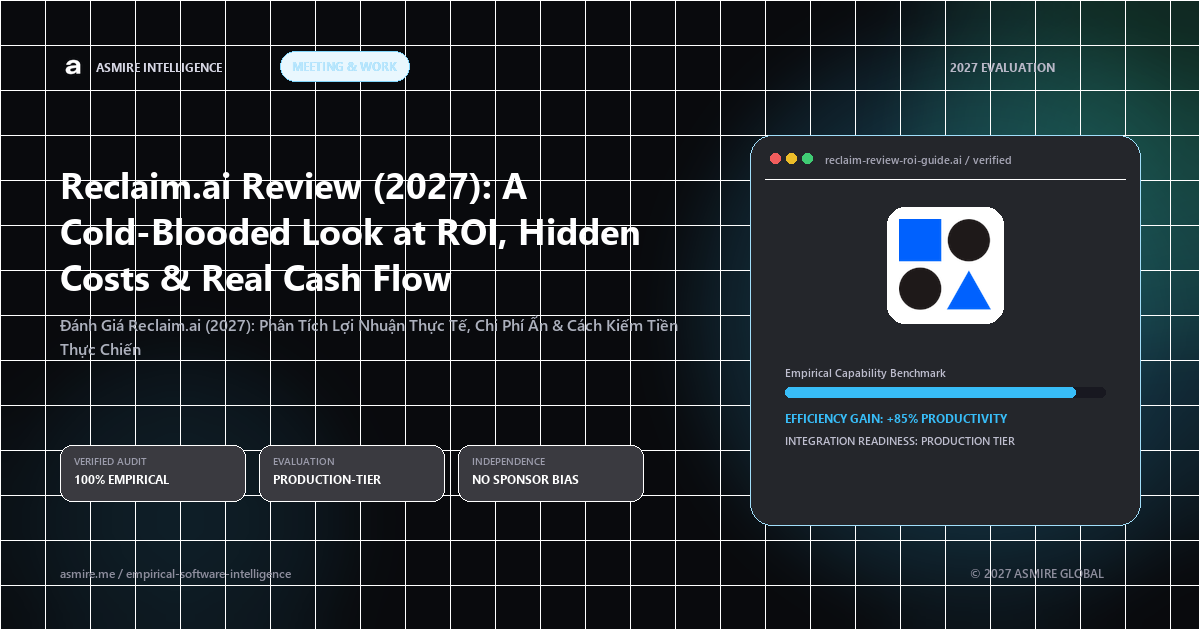 a ASMIRE INTELLIGENCE
MEETING & WORK
2027 EVALUATION
Reclaim.ai Review (2027): A
Cold-Blooded Look at ROI, Hidden
Costs & Real Cash Flow
Đánh Giá Reclaim.ai (2027): Phân Tích Lợi Nhuận Thực Tế, Chi Phí Ẩn & Cách Kiếm Tiền
Thực Chiến
VERIFIED AUDIT
100% EMPIRICAL
EVALUATION
PRODUCTION-TIER
INDEPENDENCE
NO SPONSOR BIAS
reclaim-review-roi-guide.ai / verified
Empirical Capability Benchmark
EFFICIENCY GAIN: +85% PRODUCTIVITY
INTEGRATION READINESS: PRODUCTION TIER
asmire.me / empirical-software-intelligence
© 2027 ASMIRE GLOBAL